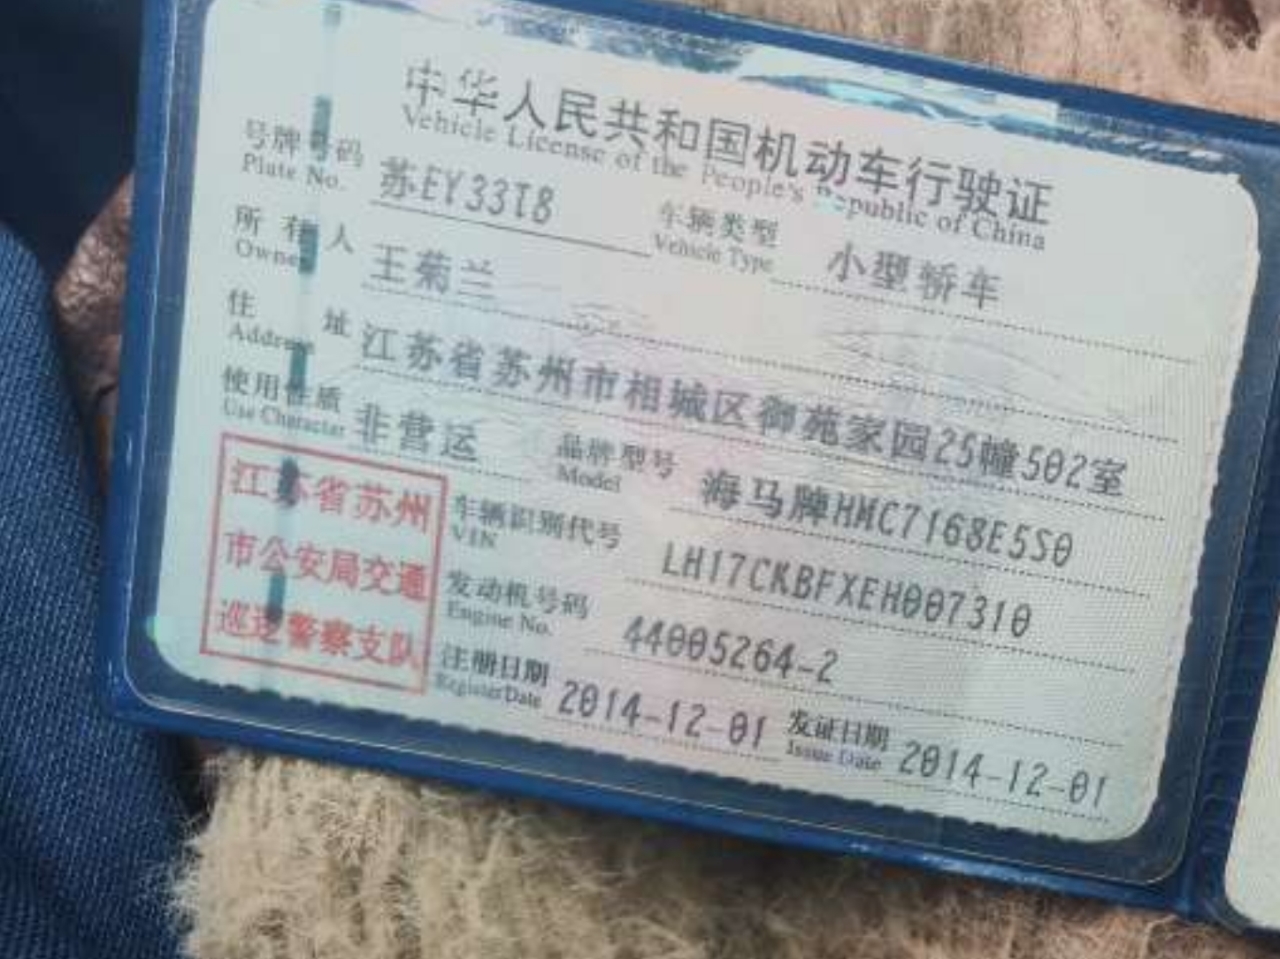 中华人民共和国机动车行驶证
Vehicle License of the People's Republic of China
号牌号码 苏EY33T8 车辆类型 小型轿车
Plate No. Vehicle Type
所有人 王菊兰
Owner
住址 江苏省苏州市相城区御苑家园25幢502室
Address
使用性质 非营运 品牌型号 海马牌HMC7168E5S0
Use Character Model
江苏省苏州
市公安局交通
巡逻警察支队
车辆识别代号 LH17CKBFXEH007310
VIN
发动机号码 44005264-2
Engine No.
注册日期 2014-12-01 发证日期 2014-12-01
Register Date Issue Date